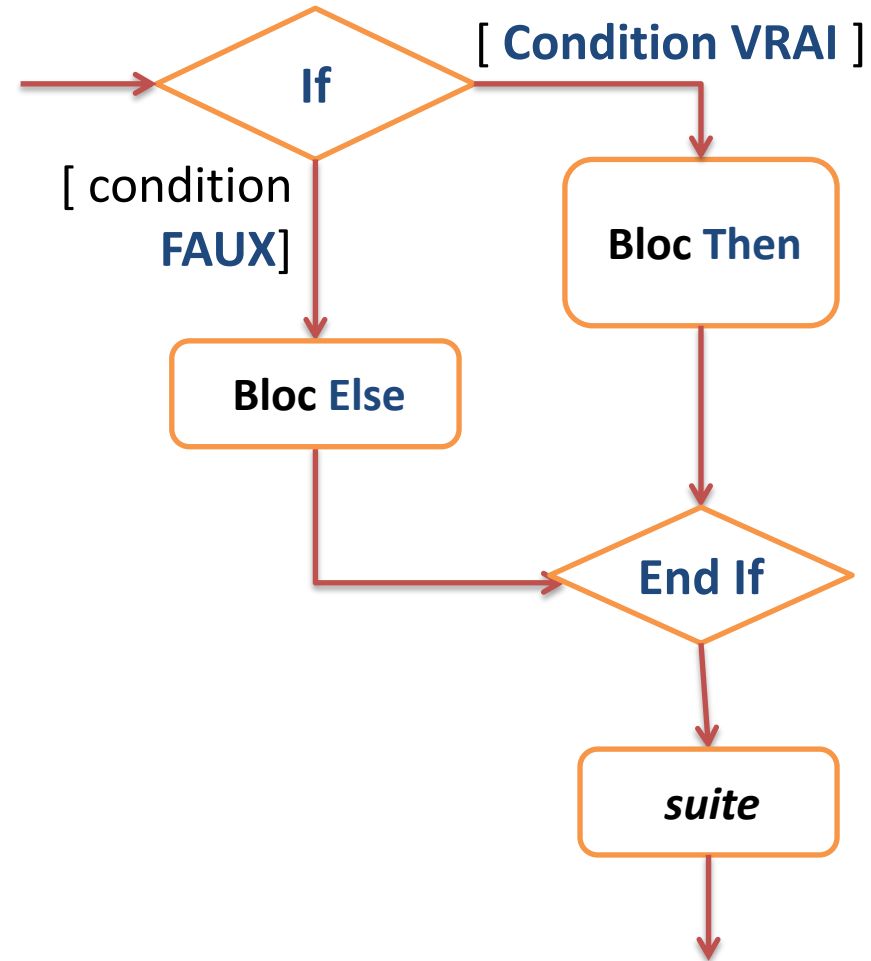 [ Condition VRAI ]
If
[ condition
FAUX]
Bloc Then
Bloc Else
End If
suite